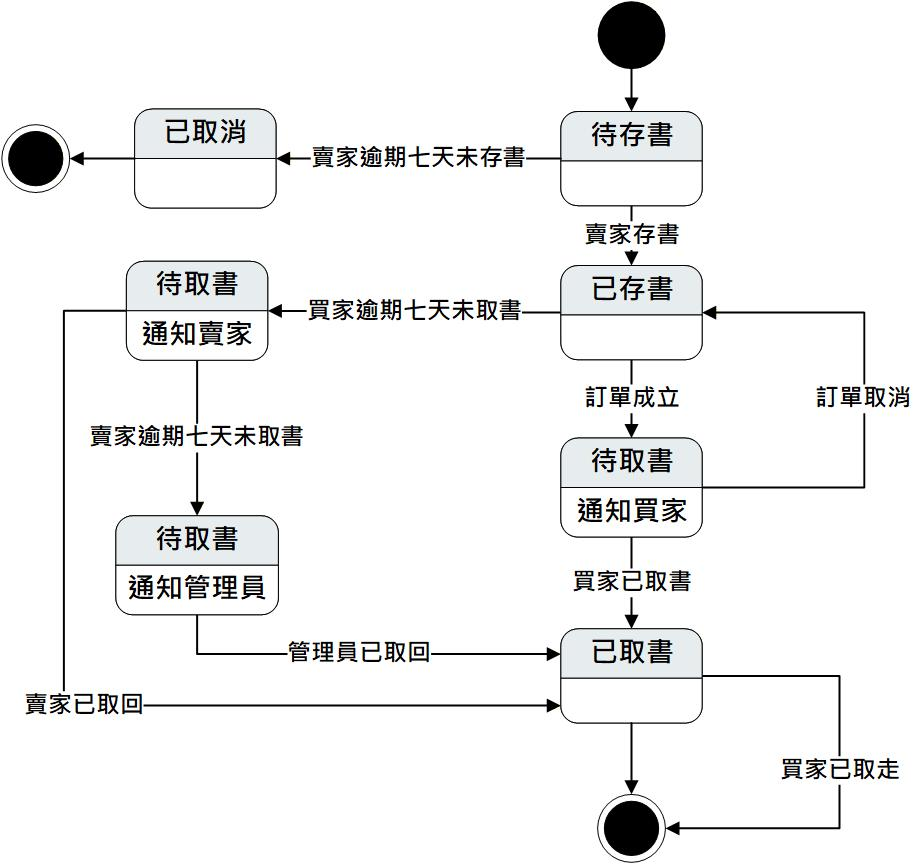 待存書
已取消
賣家逾期七天未存書
賣家存書
已存書
待取書
通知賣家
買家逾期七天未取書
訂單成立
訂單取消
賣家逾期七天未取書
待取書
通知買家
待取書
通知管理員
買家已取書
管理員已取回
已取書
賣家已取回
買家已取走